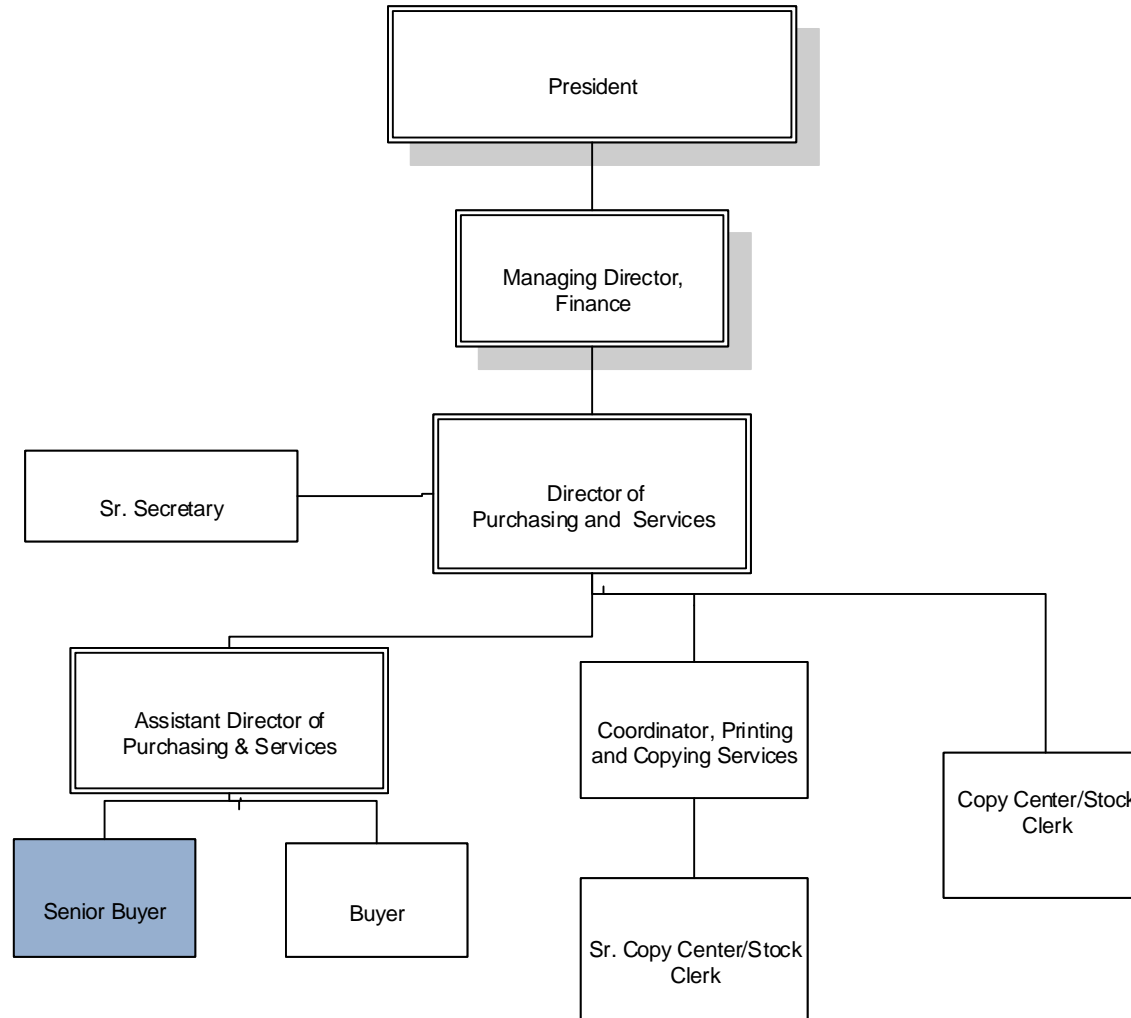 President
Managing Director,
Finance
Sr. Secretary
Director of
Purchasing and Services
Assistant Director of
Purchasing & Services
Coordinator, Printing
and Copying Services
Copy Center/Stock
Clerk
Senior Buyer
Buyer
Sr. Copy Center/Stock
Clerk